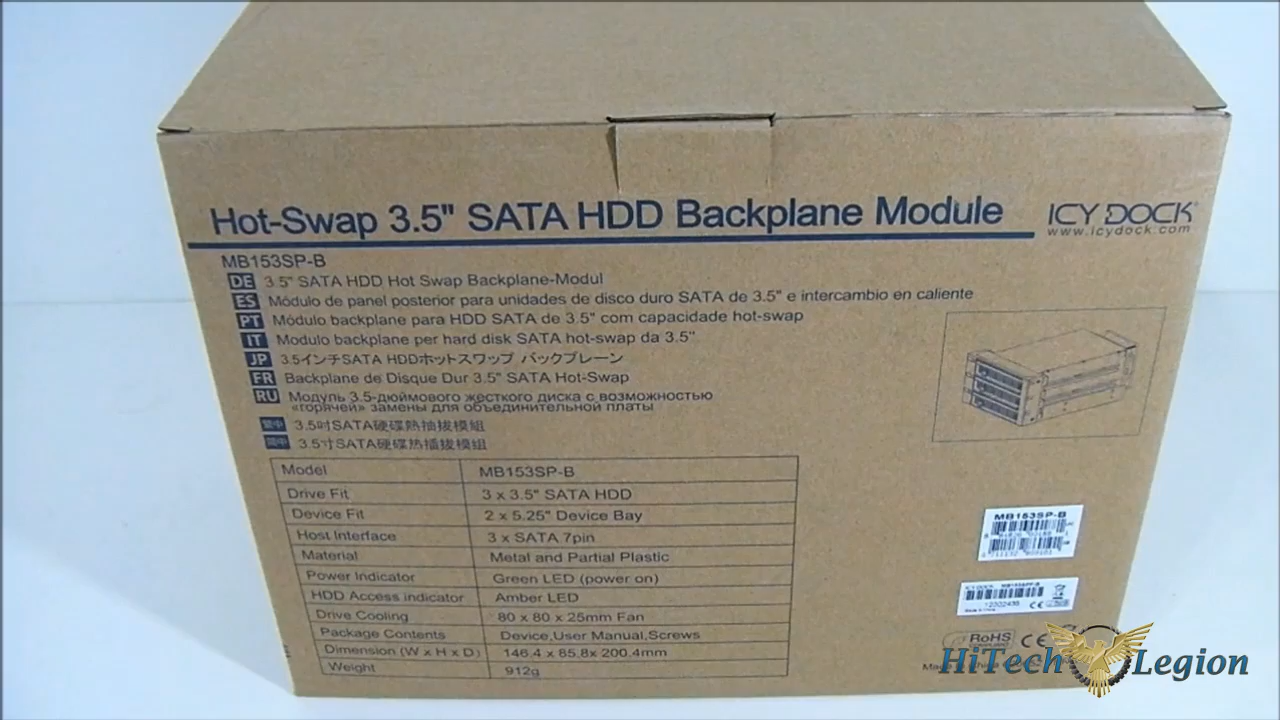 Hot-Swap 3.5" SATA HDD Backplane Module
ICY DOCK
www.icydock.com
MB153SP-B
DE 3.5" SATA HDD Hot Swap Backplane-Modul
ES Módulo de panel posterior para unidades de disco duro SATA de 3.5" e intercambio en caliente
PT Módulo backplane para HDD SATA de 3.5" com capacidade hot-swap
IT Modulo backplane per hard disk SATA hot-swap da 3.5"
JP 3.5インチSATA HDDホットスワップ バックプレーン
FR Backplane de Disque Dur 3.5" SATA Hot-Swap
RU Модуль 3.5-дюймового жесткого диска с возможностью
«горячей» замены для объединительной платы
繁中 3.5吋SATA硬碟熱抽拔模組
簡中 3.5寸SATA硬碟热插拔模組
Model MB153SP-B
Drive Fit 3 x 3.5" SATA HDD
Device Fit 2 x 5.25" Device Bay
Host Interface 3 x SATA 7pin
Material Metal and Partial Plastic
Power Indicator Green LED (power on)
HDD Access indicator Amber LED
Drive Cooling 80 x 80 x 25mm Fan
Package Contents Device,User Manual,Screws
Dimension (W x H x D) 146.4 x 85.8x 200.4mm
Weight 912g
MB153SP-B
ICY DOCK MB153SP-B
CE
RoHS
CE
HiTech Legion